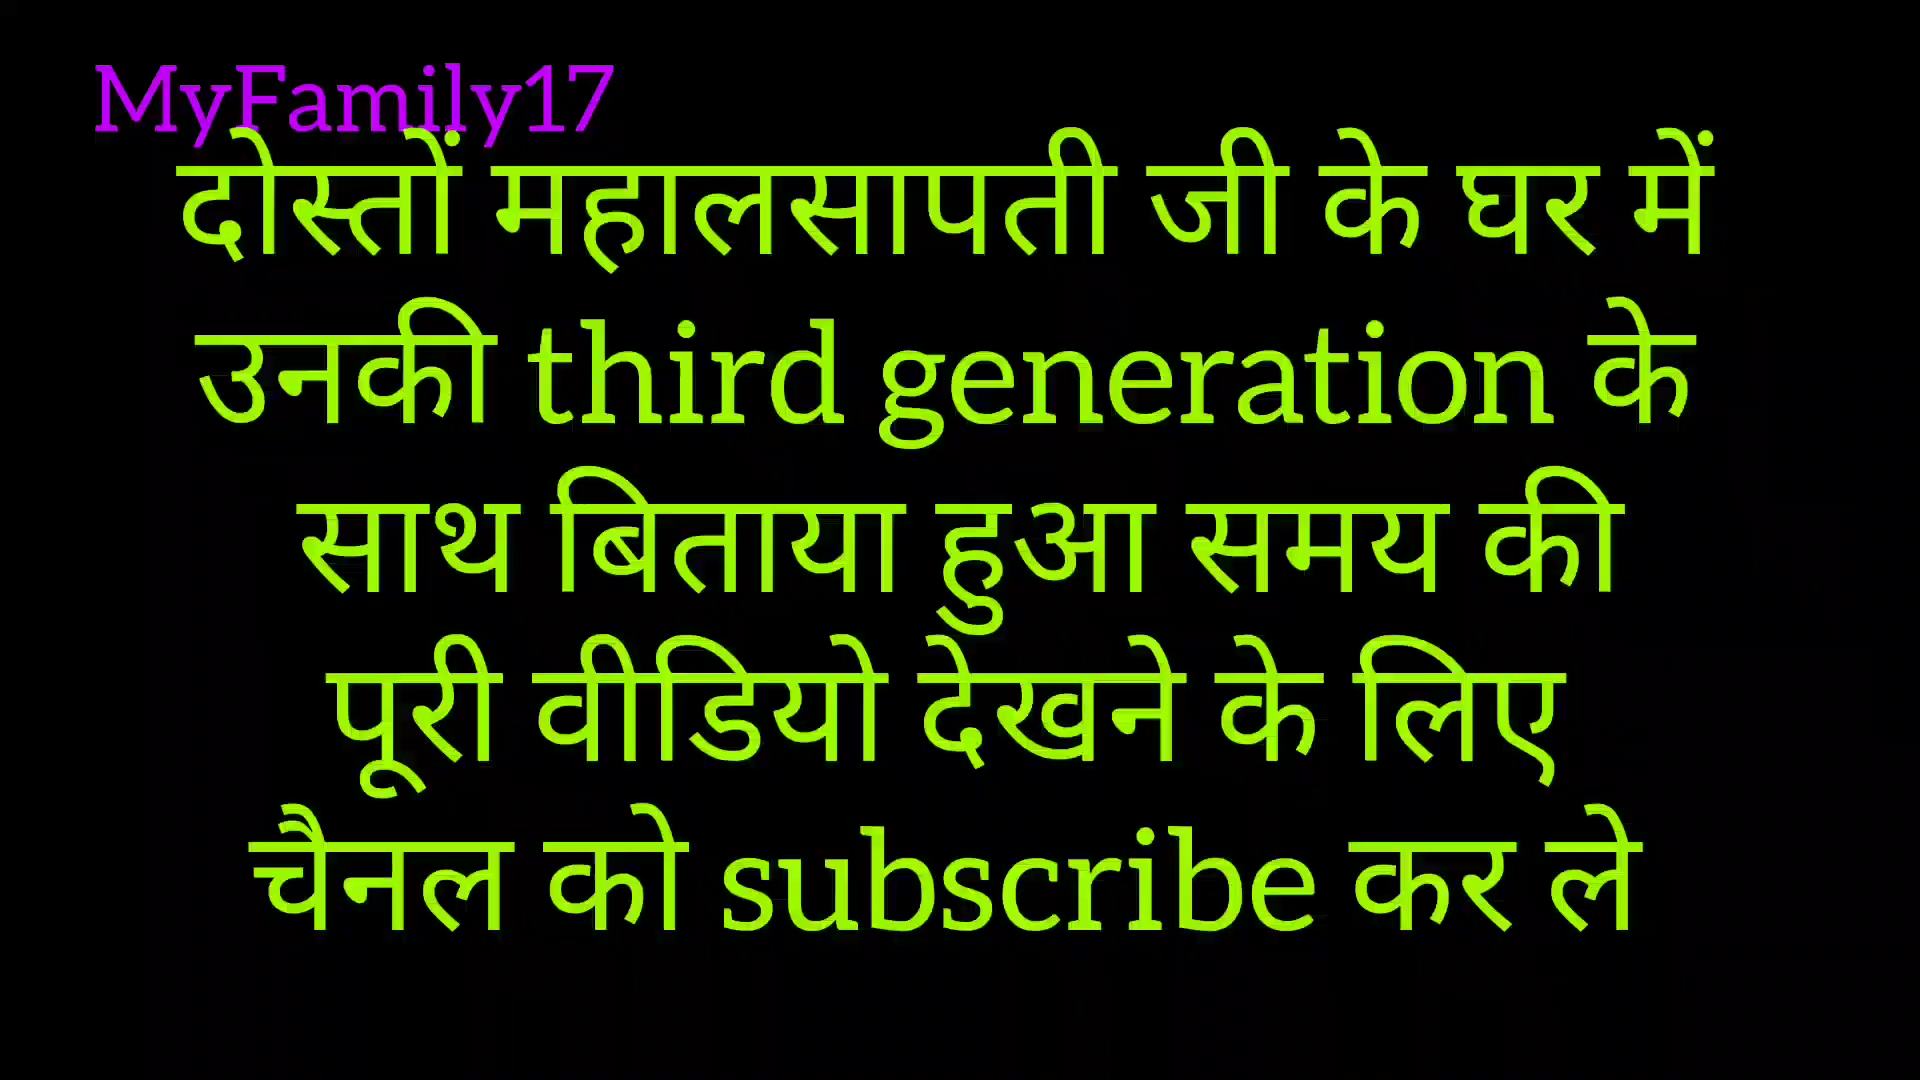 MyFamily17
दोस्तों महालसापती जी के घर में
उनकी third generation के
साथ बिताया हुआ समय की
पूरी वीडियो देखने के लिए
चैनल को subscribe कर ले